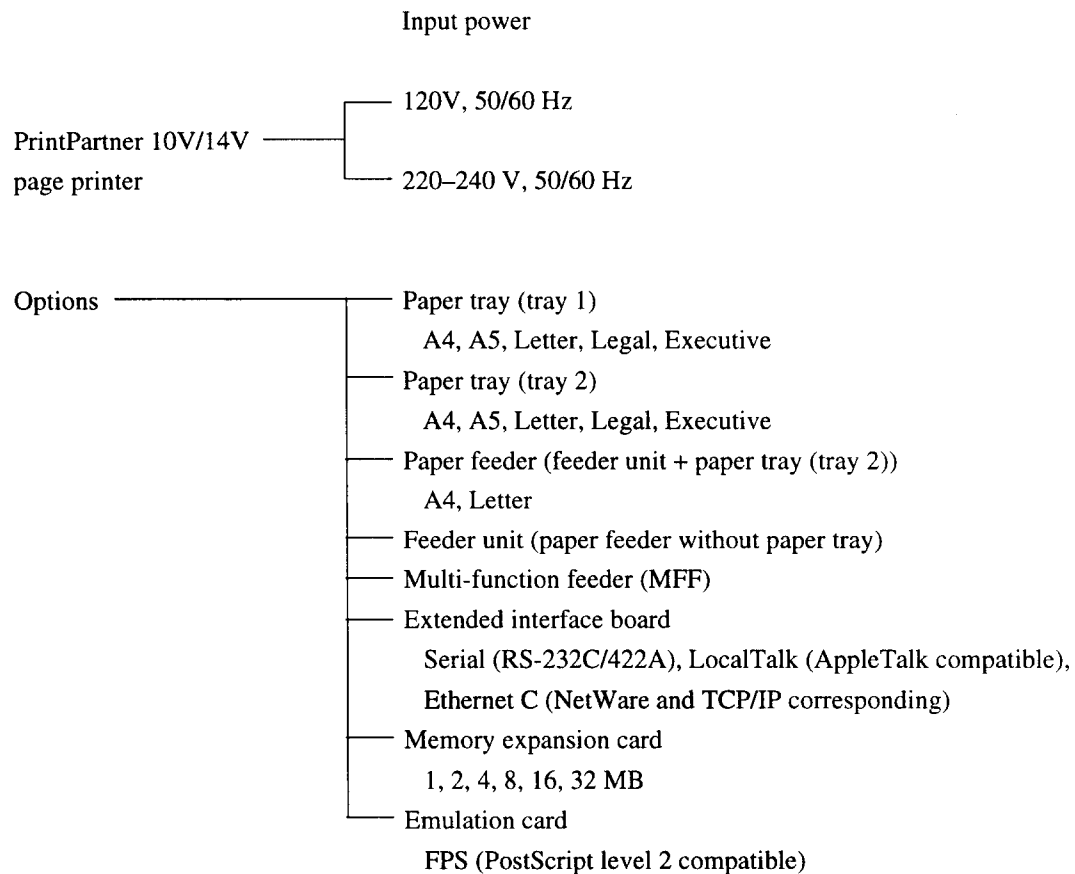 Input power
120V, 50/60 Hz
PrintPartner 10V/14V
page printer
220–240 V, 50/60 Hz
Options
Paper tray (tray 1)
A4, A5, Letter, Legal, Executive
Paper tray (tray 2)
A4, A5, Letter, Legal, Executive
Paper feeder (feeder unit + paper tray (tray 2))
A4, Letter
Feeder unit (paper feeder without paper tray)
Multi-function feeder (MFF)
Extended interface board
Serial (RS-232C/422A), LocalTalk (AppleTalk compatible),
Ethernet C (NetWare and TCP/IP corresponding)
Memory expansion card
1, 2, 4, 8, 16, 32 MB
Emulation card
FPS (PostScript level 2 compatible)